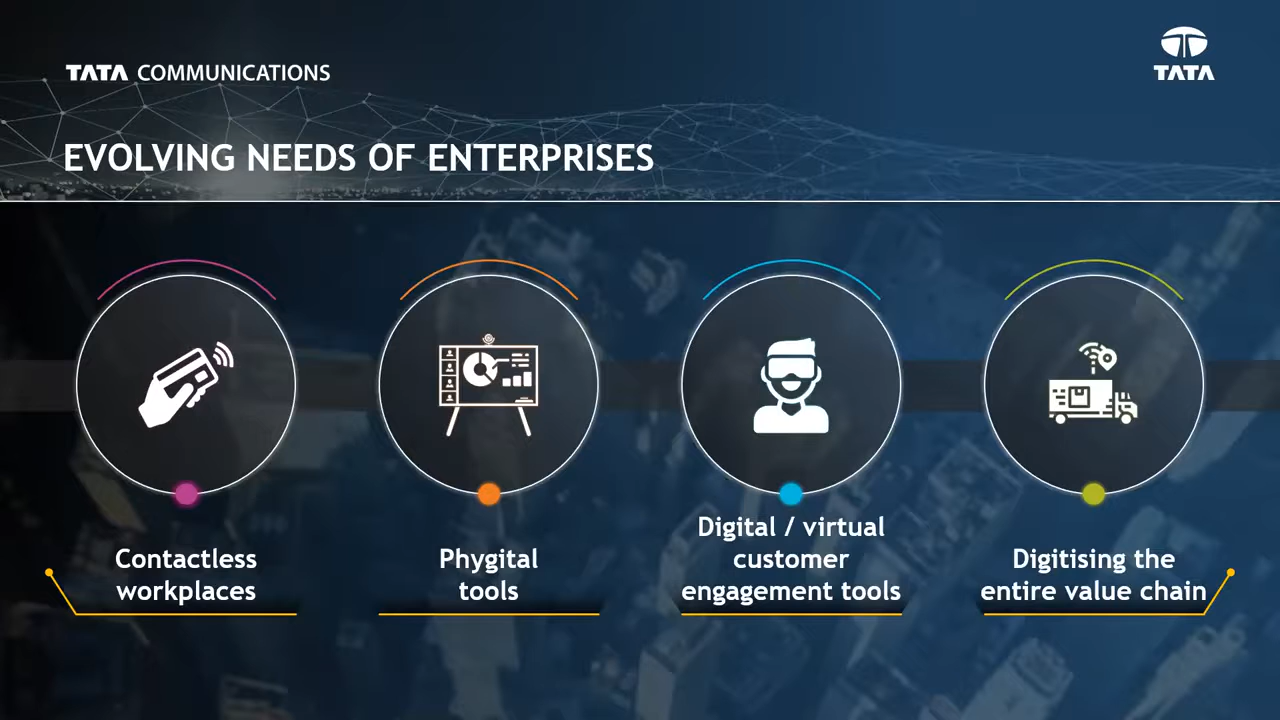 TATA COMMUNICATIONS
TATA
EVOLVING NEEDS OF ENTERPRISES
Contactless
workplaces
Phygital
tools
Digital / virtual
customer
engagement tools
Digitising the
entire value chain